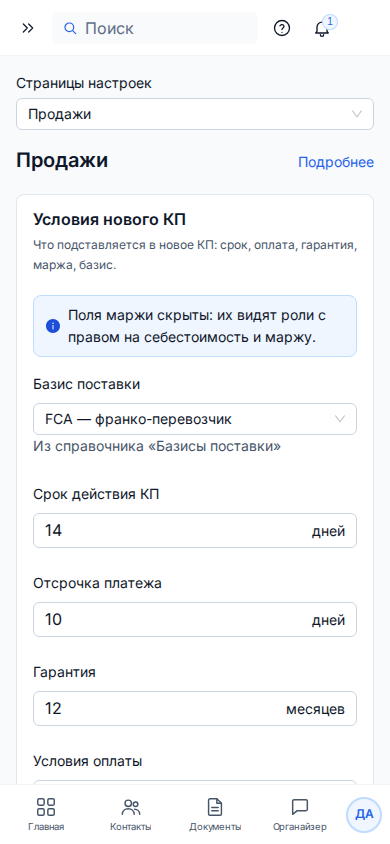 Поиск
1
Страницы настроек
Продажи
Продажи
Подробнее
Условия нового КП
Что подставляется в новое КП: срок, оплата, гарантия,
маржа, базис.
Поля маржи скрыты: их видят роли с
правом на себестоимость и маржу.
Базис поставки
FCA — франко-перевозчик
Из справочника «Базисы поставки»
Срок действия КП
14 дней
Отсрочка платежа
10 дней
Гарантия
12 месяцев
Условия оплаты
Главная
Контакты
Документы
Органайзер
ДА